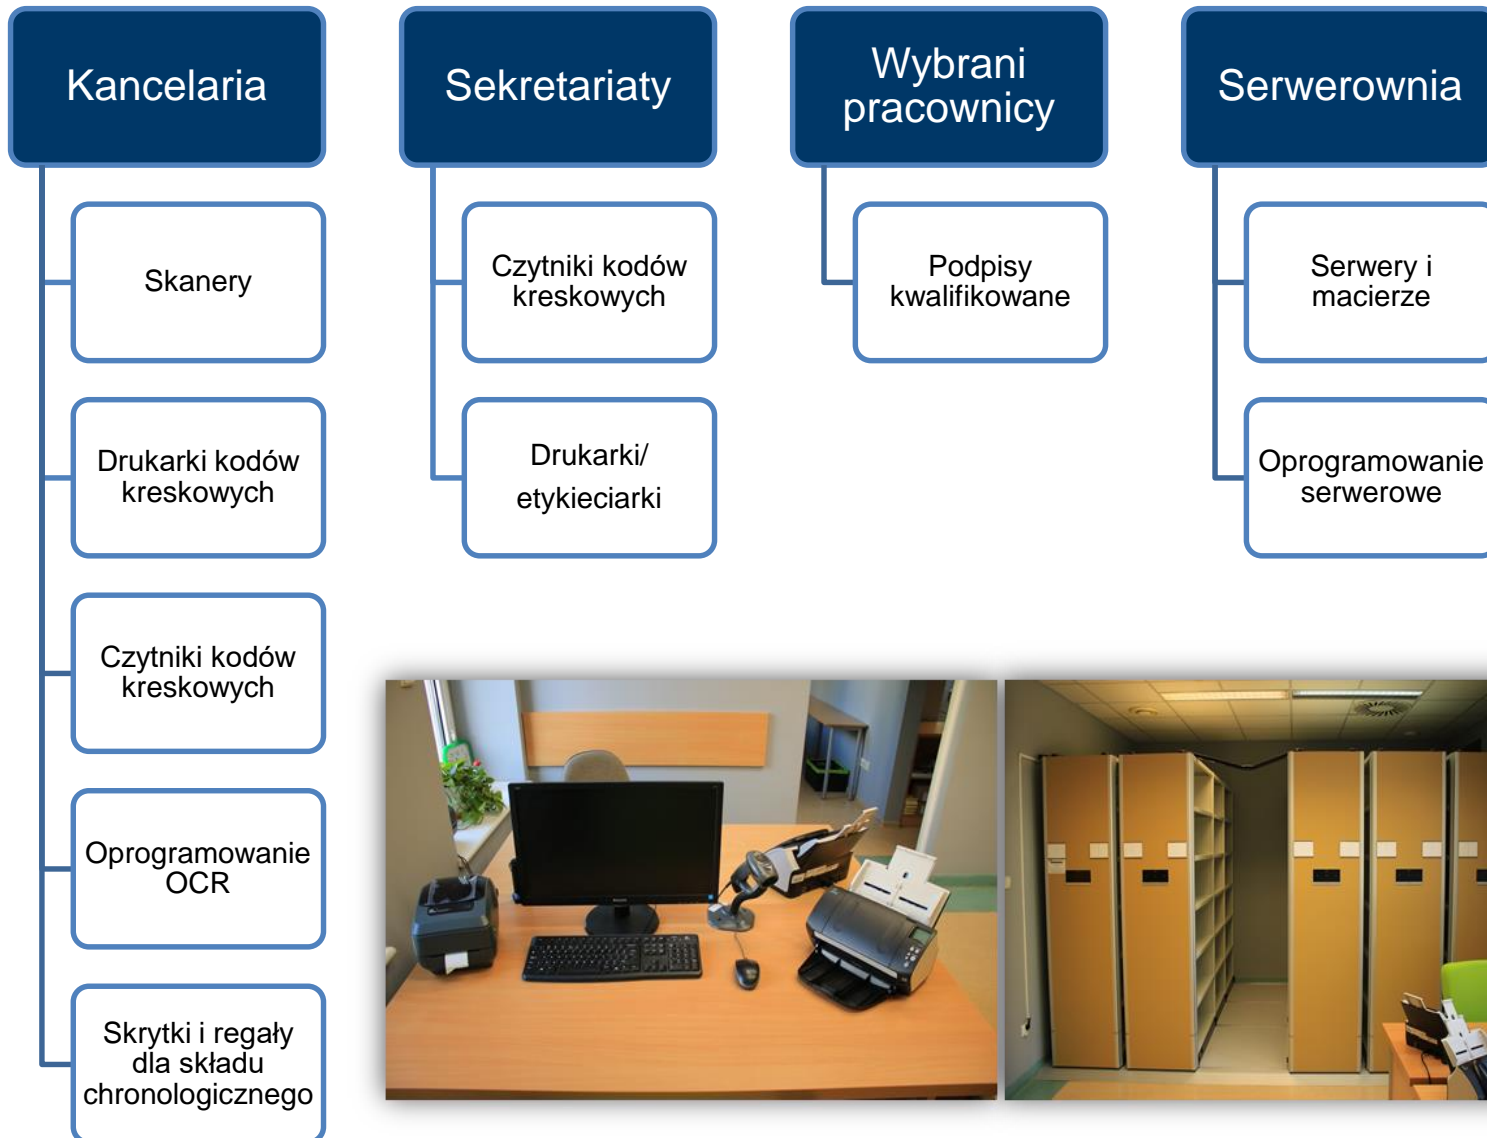 Kancelaria
Skanery
Drukarki kodów
kreskowych
Czytniki kodów
kreskowych
Oprogramowanie
OCR
Skrytki i regały
dla składu
chronologicznego
Sekretariaty
Czytniki kodów
kreskowych
Drukarki/
etykieciarki
Wybrani
pracownicy
Podpisy
kwalifikowane
Serwerownia
Serwery i
macierze
Oprogramowanie
serwerowe